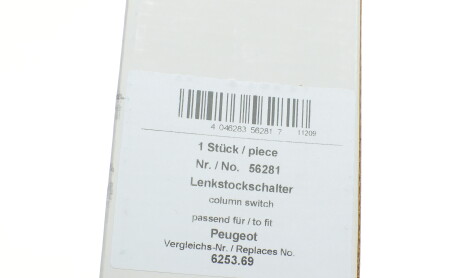 4 046283 56281 7 11209
1 Stück / piece
Nr. / No. 56281
Lenkstockschalter
column switch
passend für / to fit
Peugeot
Vergleichs-Nr. / Replaces No.
6253.69